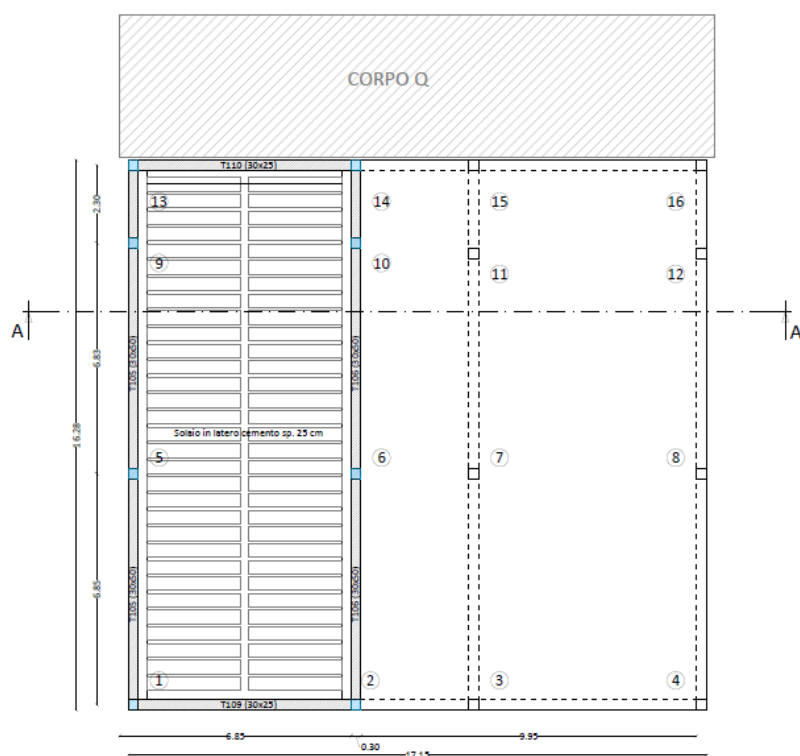 CORPO Q
T110 (30x25)
13
14
15
16
2.30
9
10
11
12
A
A
T105 (30x50)
T106 (30x50)
16.28
Solaio in latero cemento sp. 25 cm
5
6
7
8
6.85
T105 (30x50)
T106 (30x50)
1
2
3
4
T109 (30x25)
6.85
9.95
0.30
17.15